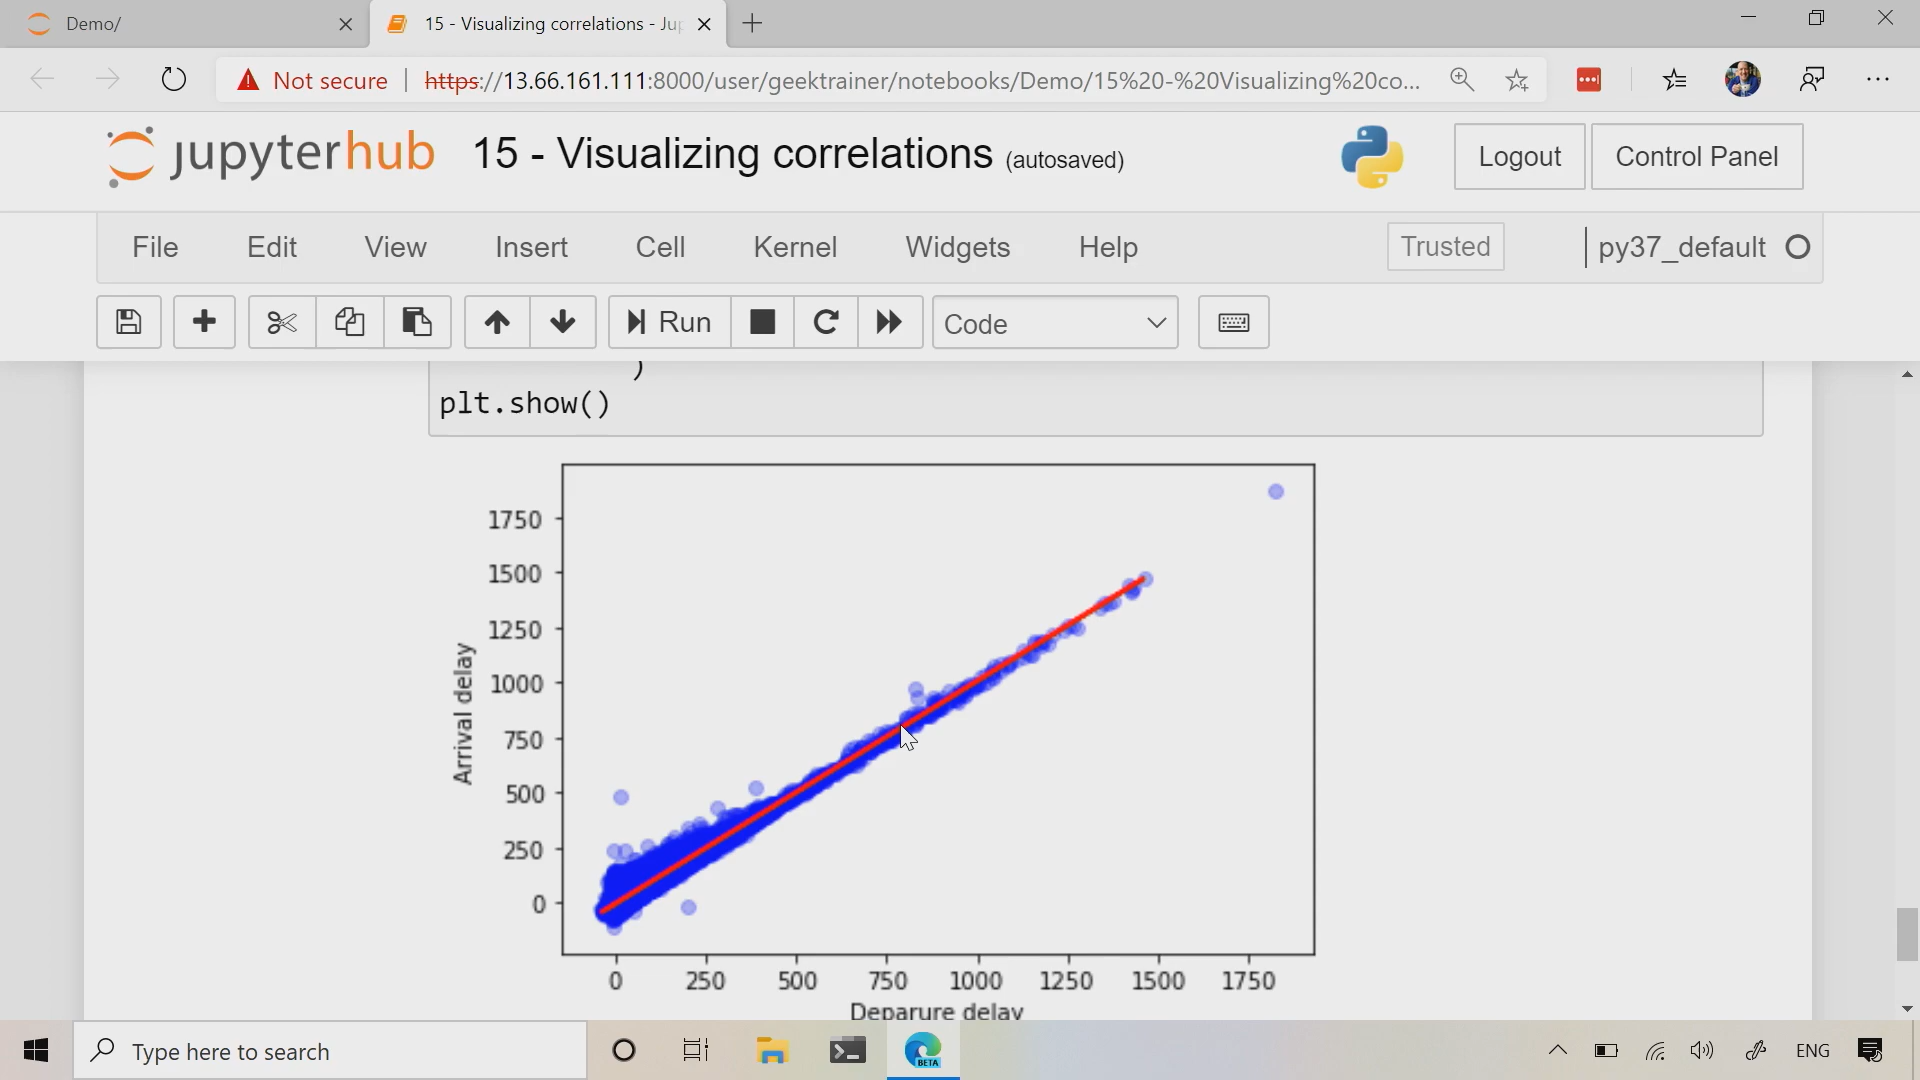 Demo/
15 - Visualizing correlations - Jup
Not secure
https://13.66.161.111:8000/user/geektrainer/notebooks/Demo/15%20-%20Visualizing%20co...
jupyterhub
15 - Visualizing correlations (autosaved)
Logout
Control Panel
File Edit View Insert Cell Kernel Widgets Help
Trusted
py37_default
Run
Code
)
plt.show()
1750
1500
1250
1000
750
500
250
0
Arrival delay
0 250 500 750 1000 1250 1500 1750
Deparure delay
Type here to search
BETA
ENG